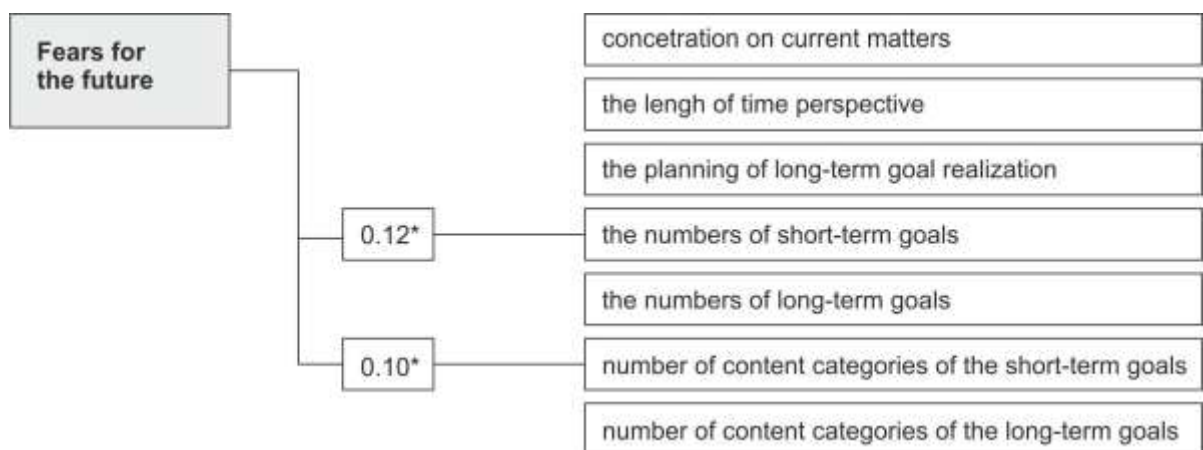 Fears for
the future
concetration on current matters
the lengh of time perspective
the planning of long-term goal realization
0.12*
the numbers of short-term goals
the numbers of long-term goals
0.10*
number of content categories of the short-term goals
number of content categories of the long-term goals